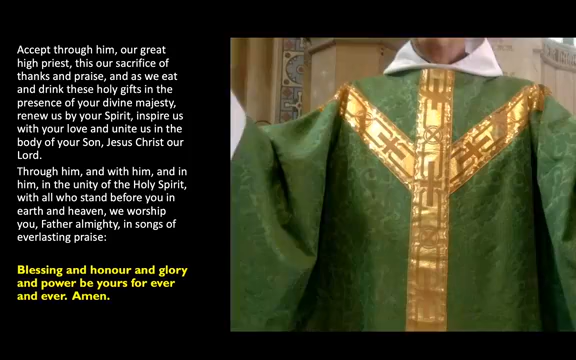 Accept through him, our great
high priest, this our sacrifice of
thanks and praise, and as we eat
and drink these holy gifts in the
presence of your divine majesty,
renew us by your Spirit, inspire us
with your love and unite us in the
body of your Son, Jesus Christ our
Lord.
Through him, and with him, and in
him, in the unity of the Holy Spirit,
with all who stand before you in
earth and heaven, we worship
you, Father almighty, in songs of
everlasting praise:
Blessing and honour and glory
and power be yours for ever
and ever. Amen.